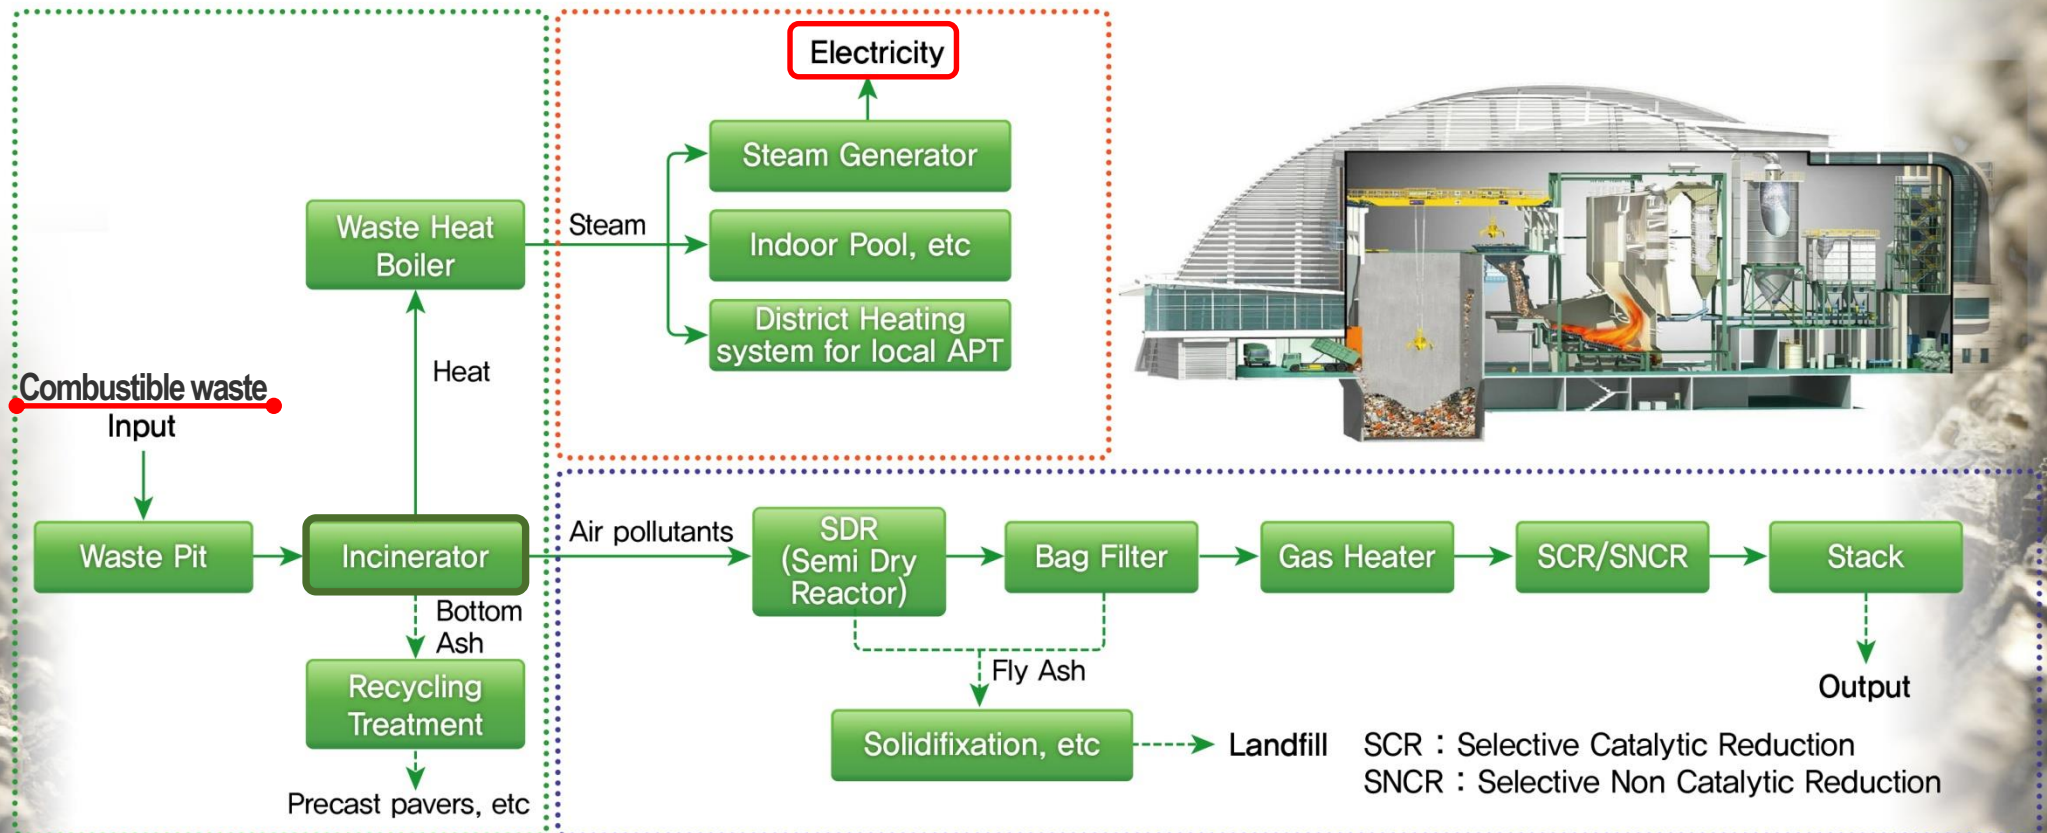 Electricity
Steam Generator
Waste Heat
Boiler
Steam
Indoor Pool, etc
District Heating
system for local APT
Heat
Combustible waste
Input
Waste Pit
Incinerator
Air pollutants
SDR
(Semi Dry
Reactor)
Bag Filter
Gas Heater
SCR/SNCR
Stack
Bottom
Ash
Fly Ash
Recycling
Treatment
Output
Solidifixation, etc
Landfill
SCR : Selective Catalytic Reduction
SNCR : Selective Non Catalytic Reduction
Precast pavers, etc